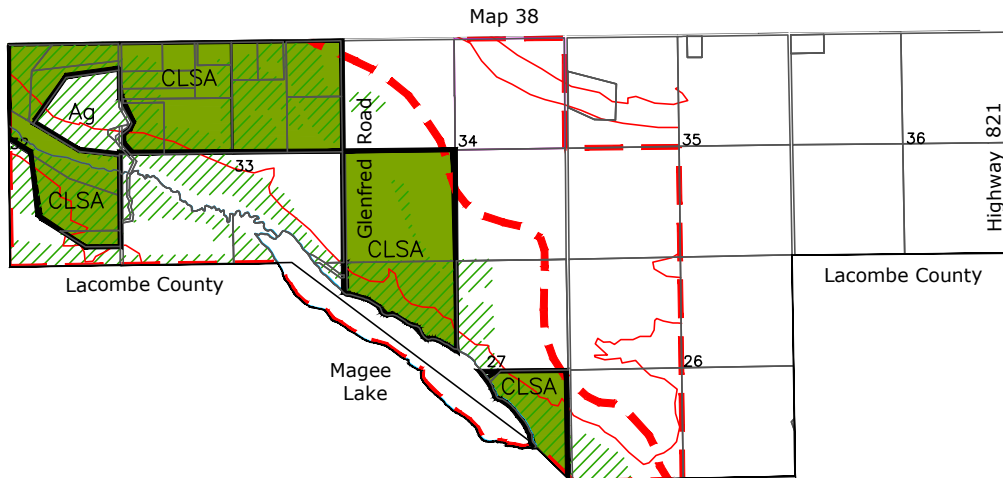 Map 38
CLSA
Ag
Road
Glenfred
34
35
36
Highway 821
32
33
CLSA
CLSA
Lacombe County
Lacombe County
Magee
Lake
27
26
CLSA